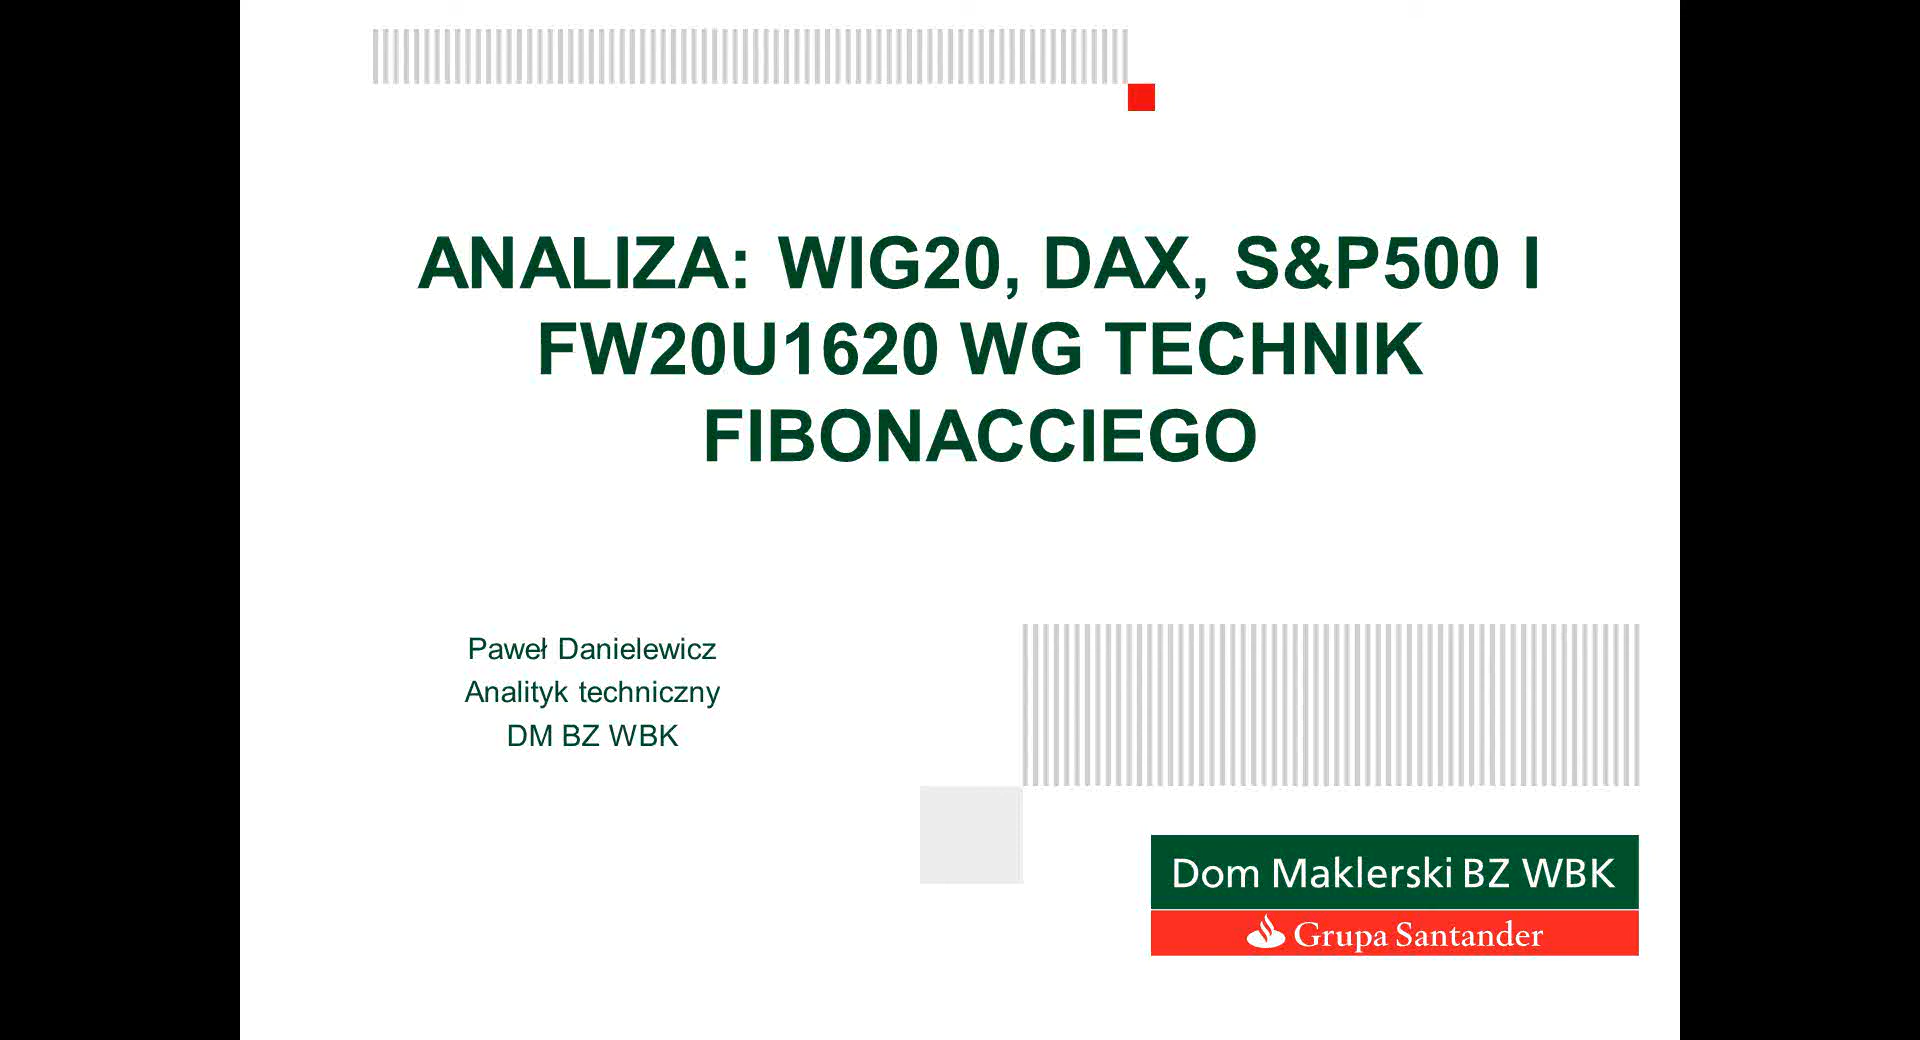 ANALIZA: WIG20, DAX, S&P500 I
FW20U1620 WG TECHNIK
FIBONACCIEGO
Paweł Danielewicz
Analityk techniczny
DM BZ WBK
Dom Maklerski BZ WBK
Grupa Santander